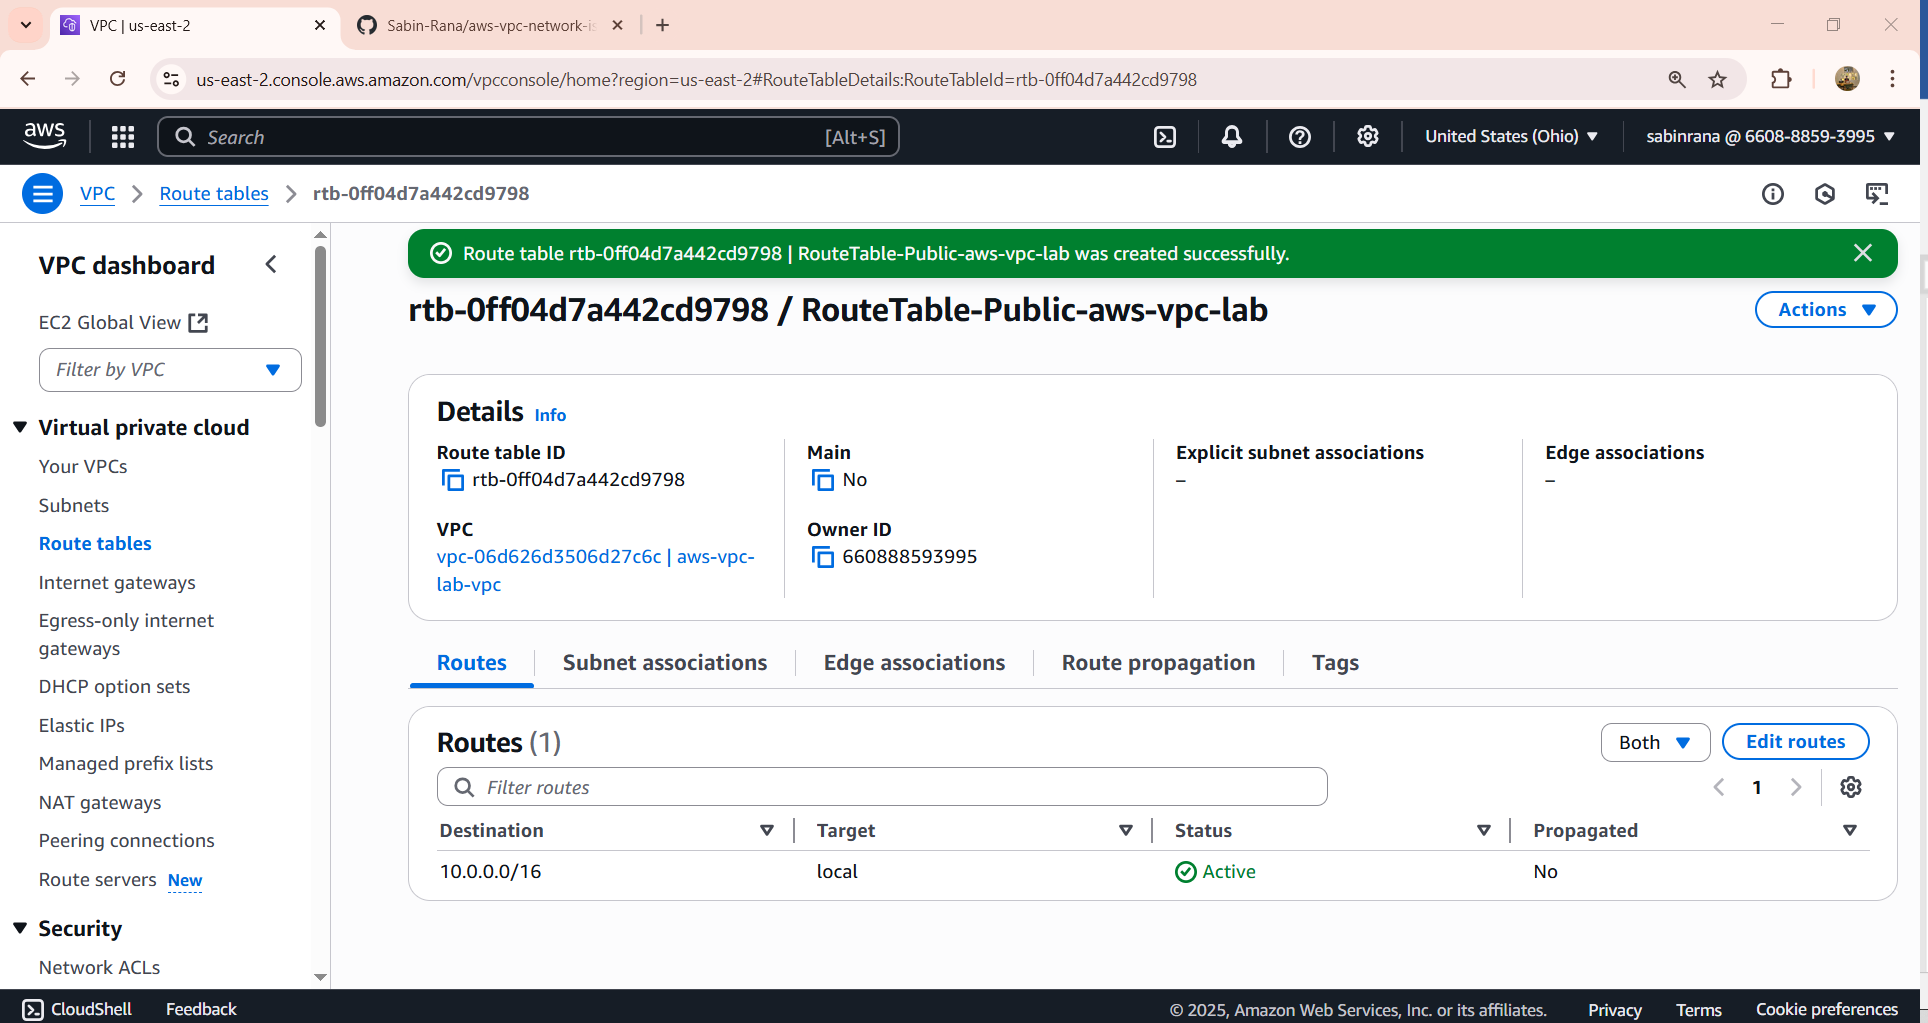 VPC | us-east-2
Sabin-Rana/aws-vpc-network-is
us-east-2.console.aws.amazon.com/vpcconsole/home?region=us-east-2#RouteTableDetails:RouteTableId=rtb-0ff04d7a442cd9798
aws
Search
[Alt+S]
United States (Ohio)
sabinrana @ 6608-8859-3995
VPC
Route tables
rtb-0ff04d7a442cd9798
VPC dashboard
EC2 Global View
Filter by VPC
Virtual private cloud
Your VPCs
Subnets
Route tables
Internet gateways
Egress-only internet
gateways
DHCP option sets
Elastic IPs
Managed prefix lists
NAT gateways
Peering connections
Route servers New
Security
Network ACLs
Route table rtb-0ff04d7a442cd9798 | RouteTable-Public-aws-vpc-lab was created successfully.
rtb-0ff04d7a442cd9798 / RouteTable-Public-aws-vpc-lab
Actions
Details Info
Route table ID
rtb-0ff04d7a442cd9798
Main
No
Explicit subnet associations
–
Edge associations
–
VPC
vpc-06d626d3506d27c6c | aws-vpc-
lab-vpc
Owner ID
660888593995
Routes
Subnet associations
Edge associations
Route propagation
Tags
Routes (1)
Both
Edit routes
Filter routes
1
Destination
Target
Status
Propagated
10.0.0.0/16
local
Active
No
CloudShell
Feedback
© 2025, Amazon Web Services, Inc. or its affiliates.
Privacy
Terms
Cookie preferences